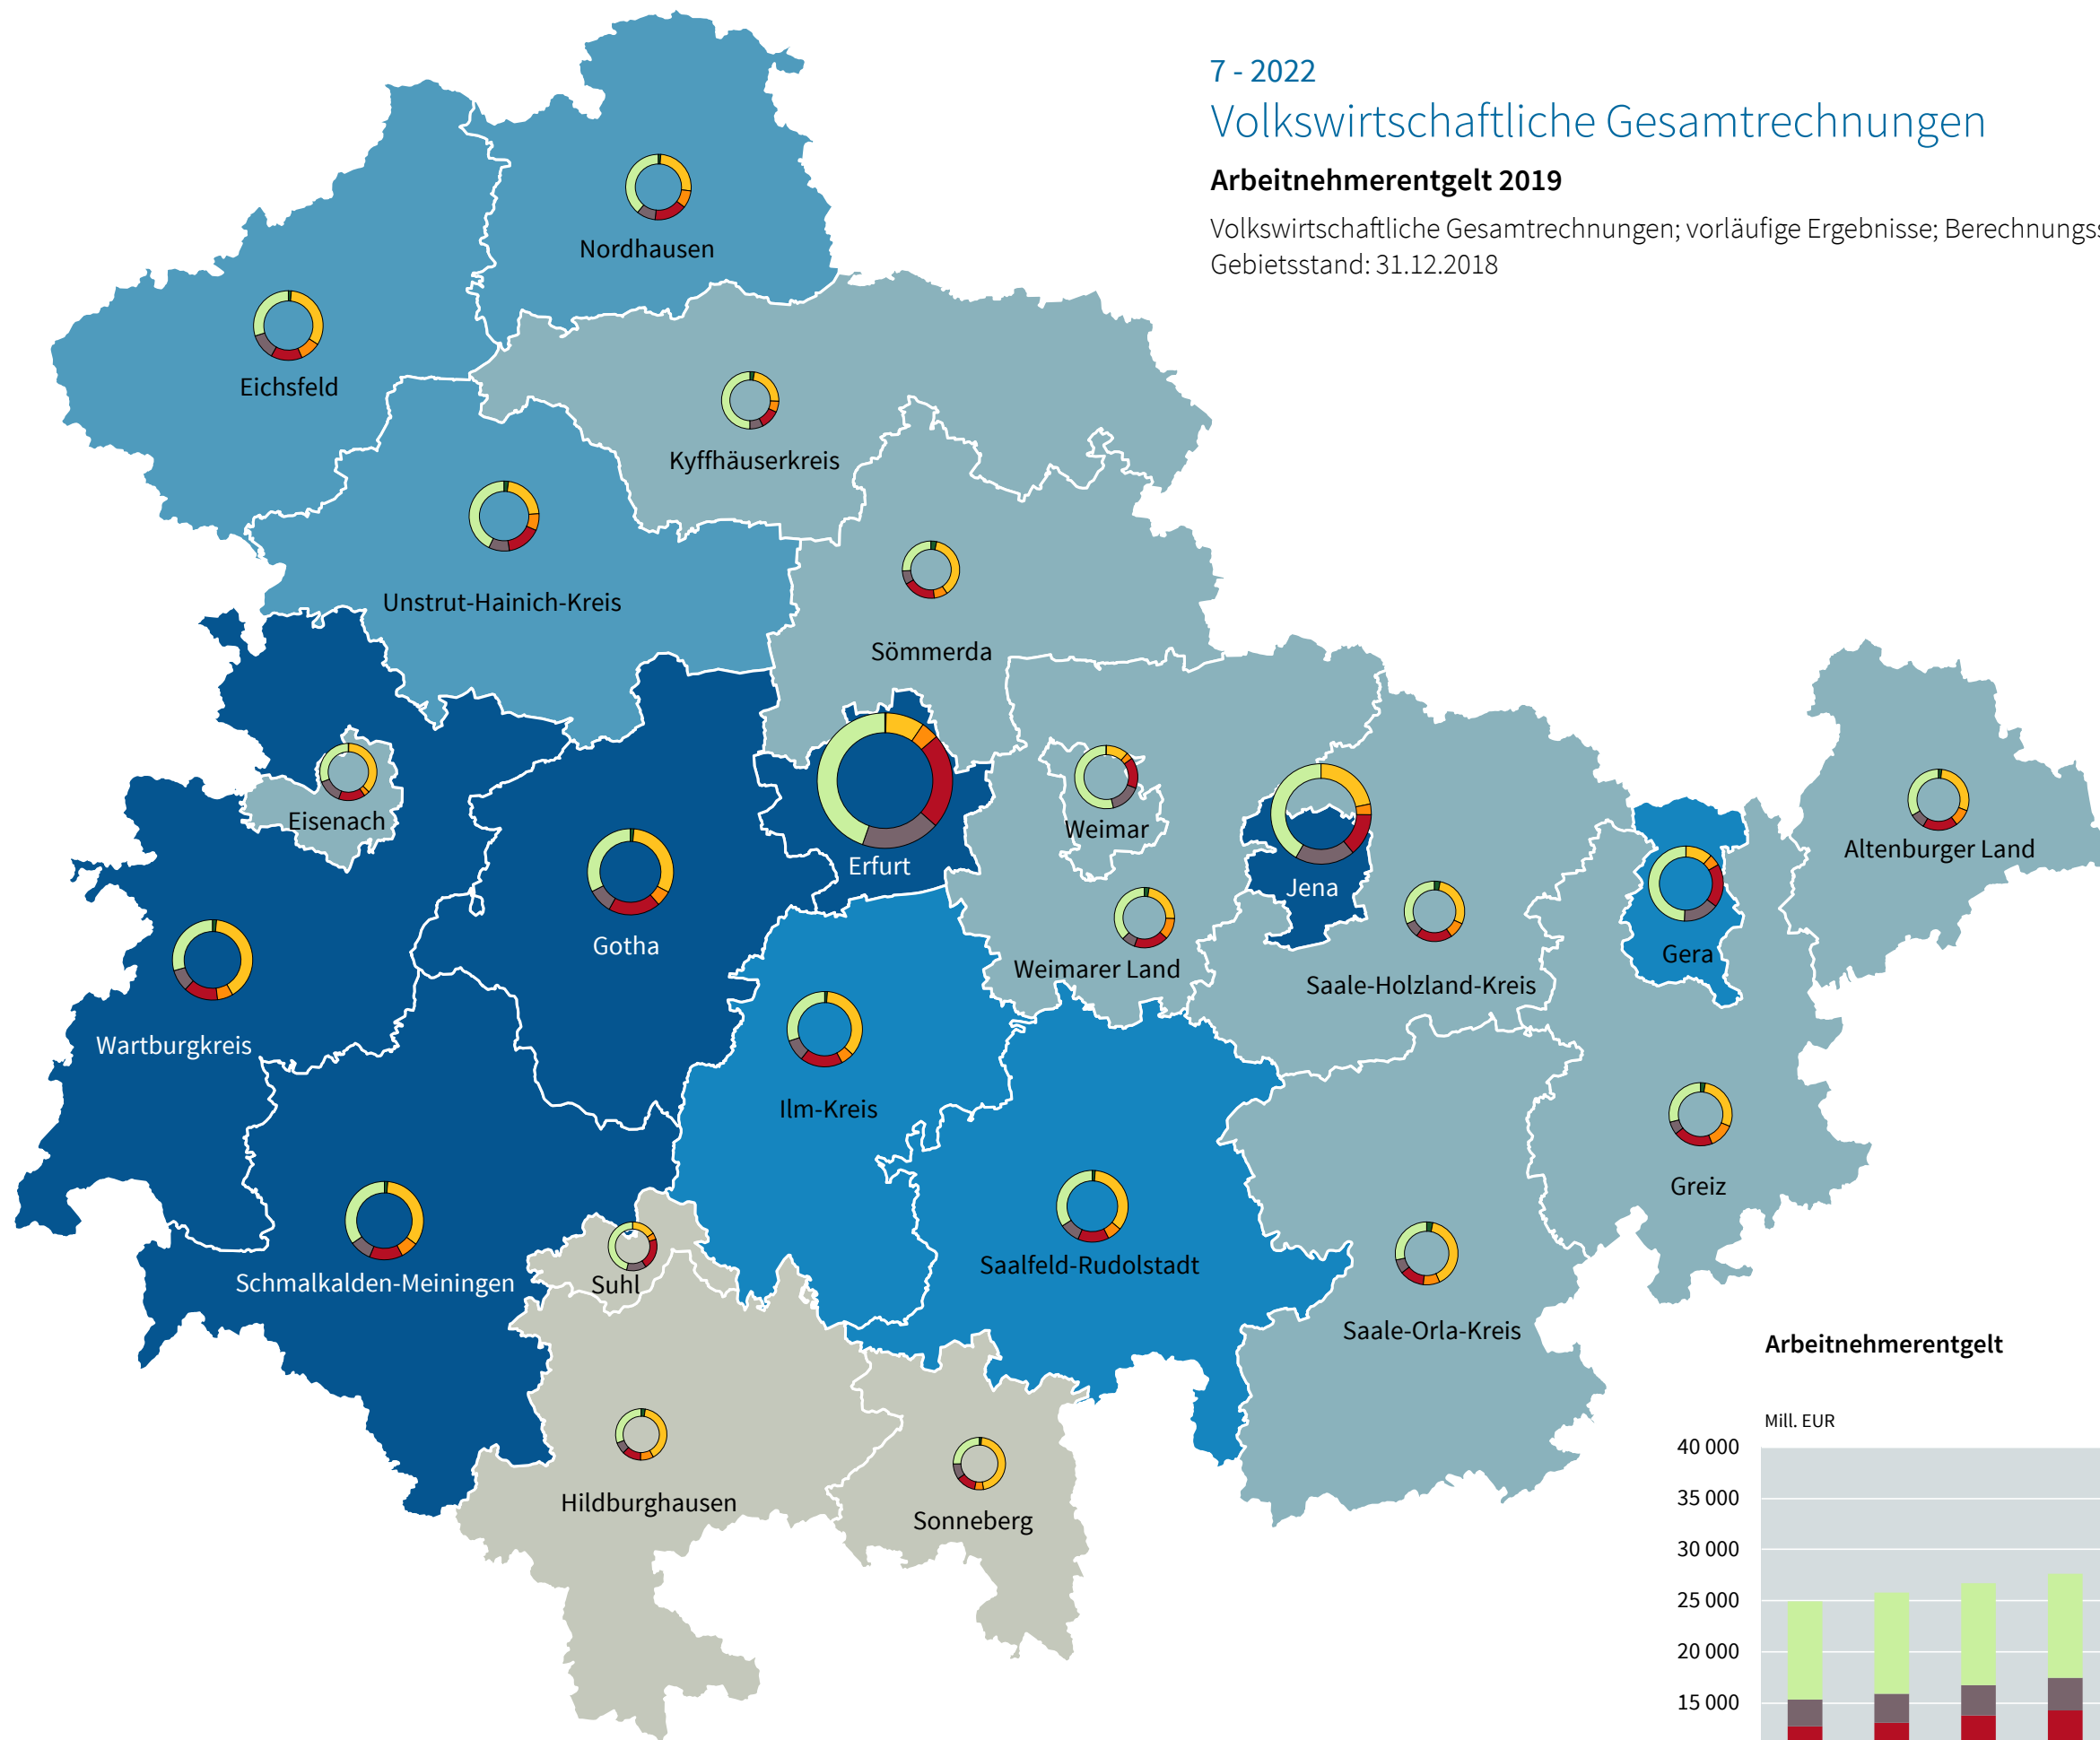 7 - 2022
Volkswirtschaftliche Gesamtrechnungen
Arbeitnehmerentgelt 2019
Volkswirtschaftliche Gesamtrechnungen; vorläufige Ergebnisse; Berechnungss
Gebietsstand: 31.12.2018
Nordhausen
Eichsfeld
Kyffhäuserkreis
Unstrut-Hainich-Kreis
Sömmerda
Eisenach
Weimar
Altenburger Land
Erfurt
Jena
Gotha
Gera
Weimarer Land
Saale-Holzland-Kreis
Wartburgkreis
Ilm-Kreis
Greiz
Saalfeld-Rudolstadt
Schmalkalden-Meiningen
Suhl
Saale-Orla-Kreis
Hildburghausen
Sonneberg
Arbeitnehmerentgelt
Mill. EUR
40 000
35 000
30 000
25 000
20 000
15 000